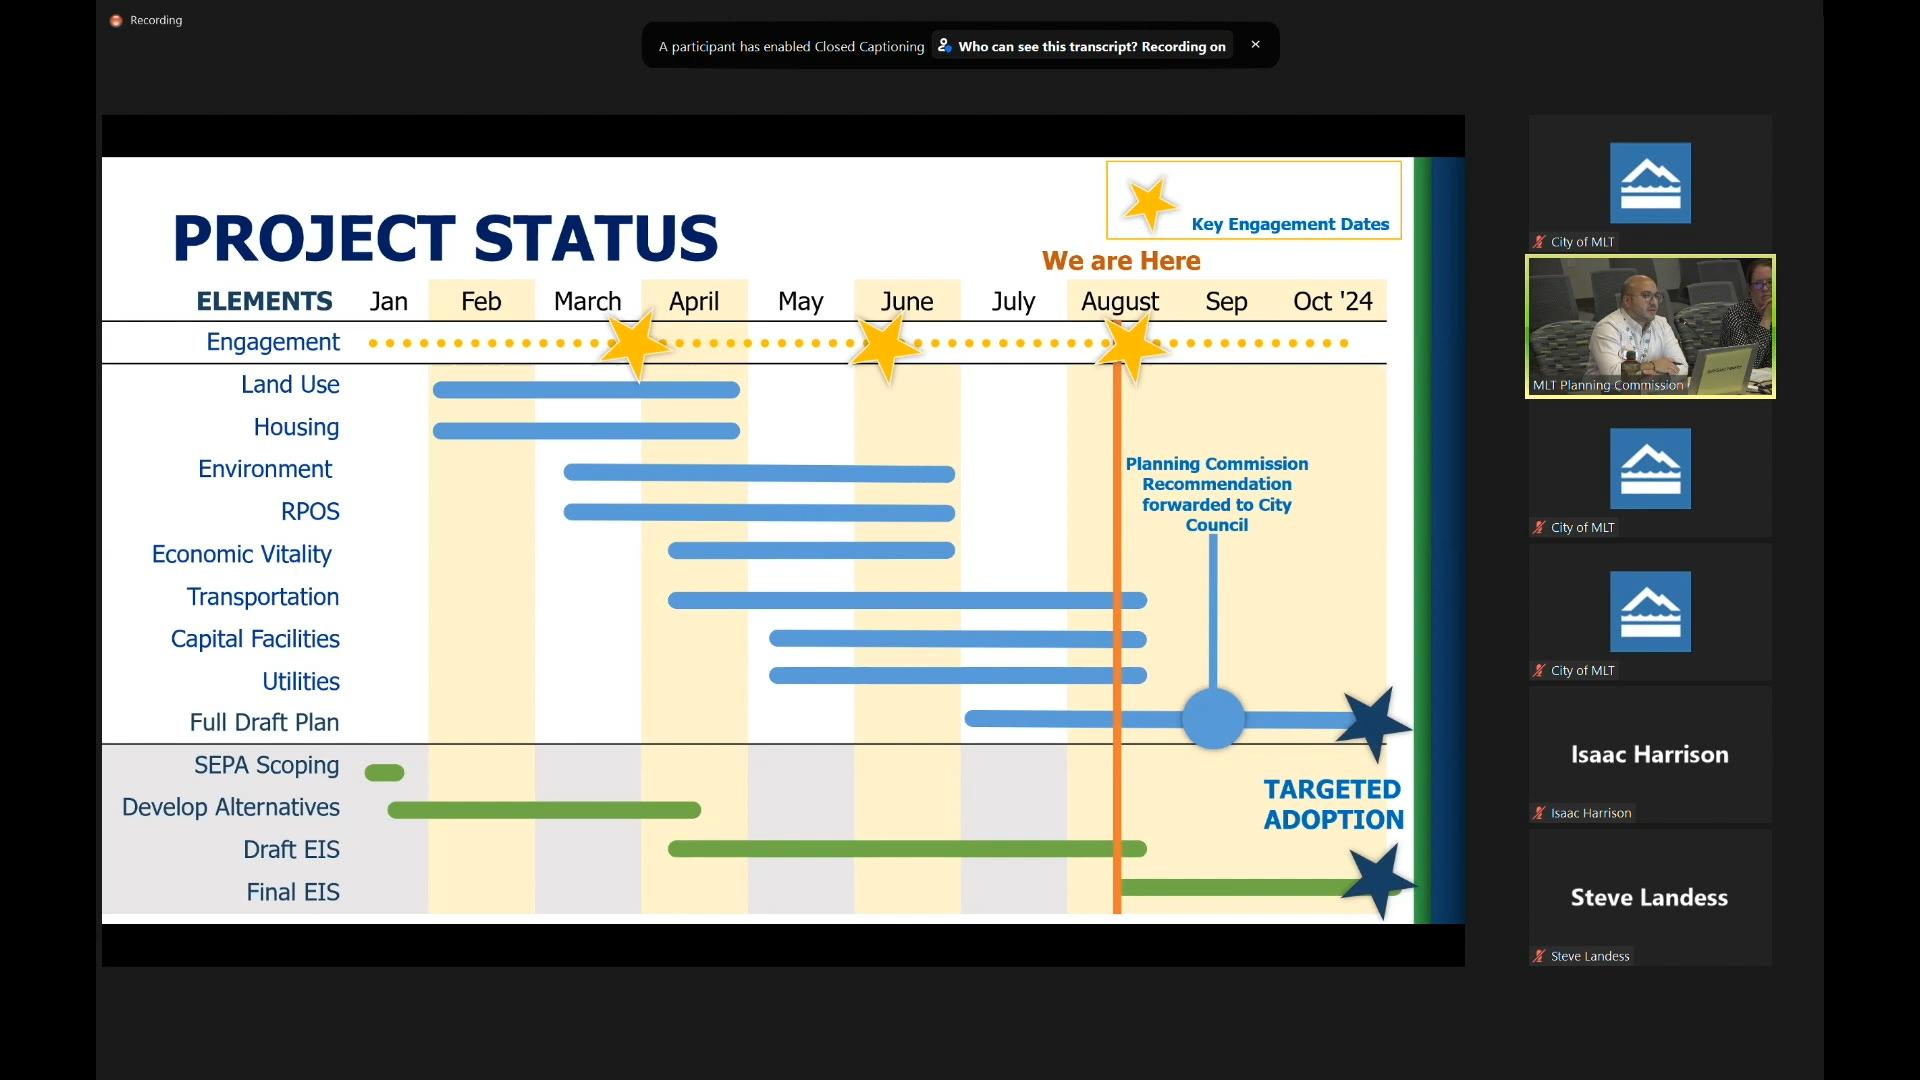 Recording
A participant has enabled Closed Captioning Who can see this transcript? Recording on
PROJECT STATUS
Key Engagement Dates
We are Here
ELEMENTS Jan Feb March April May June July August Sep Oct '24
Engagement
Land Use
Housing
Environment
RPOS
Economic Vitality
Transportation
Capital Facilities
Utilities
Full Draft Plan
SEPA Scoping
Develop Alternatives
Draft EIS
Final EIS
Planning Commission
Recommendation
forwarded to City
Council
TARGETED
ADOPTION
City of MLT
MLT Planning Commission
City of MLT
City of MLT
Isaac Harrison
Isaac Harrison
Steve Landess
Steve Landess